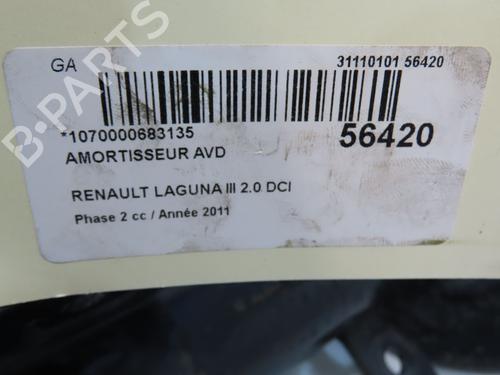 GA
31110101 56420
*1070000683135
56420
AMORTISSEUR AVD
RENAULT LAGUNA III 2.0 DCI
Phase 2 cc / Année 2011
B-PARTS